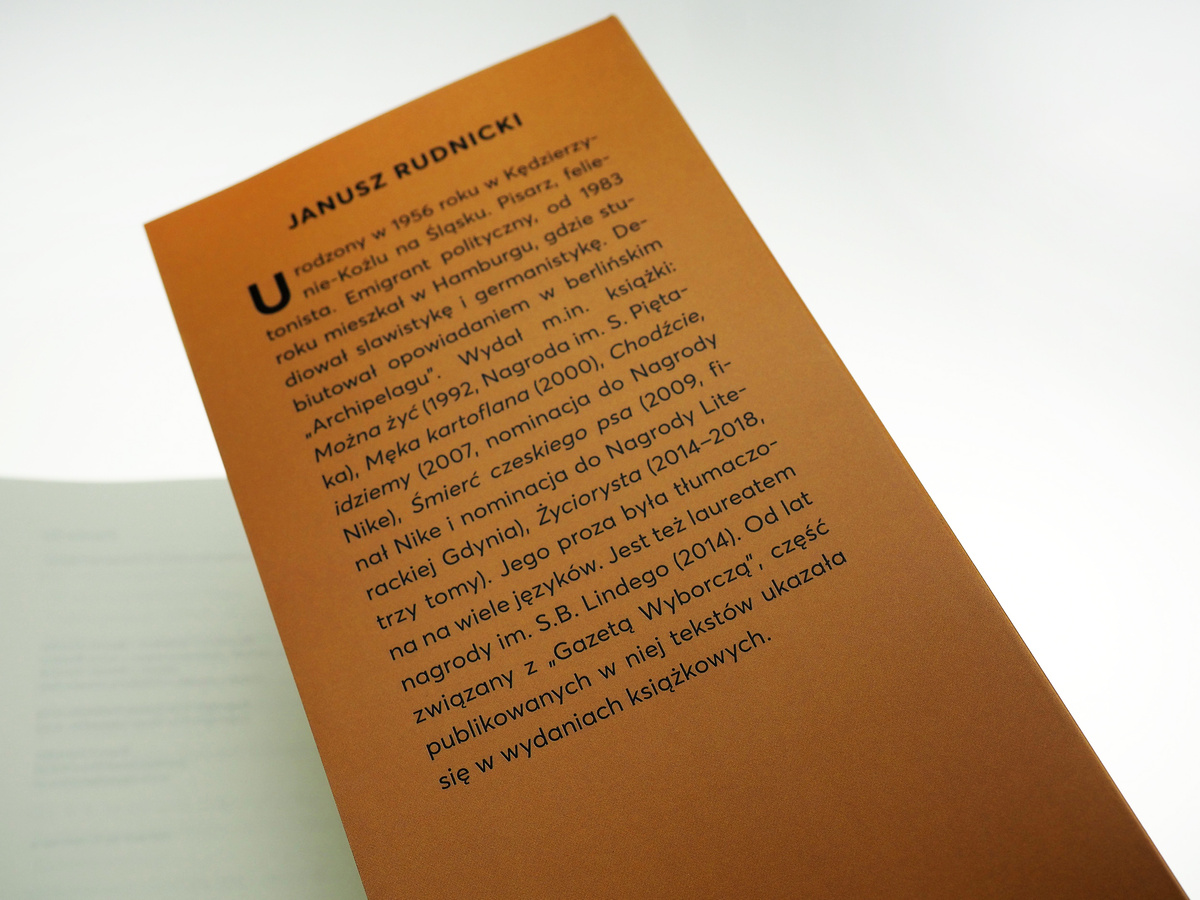 JANUSZ RUDNICKI
Urodzony w 1956 roku w Kędzierzy-
nie-Koźlu na Śląsku. Pisarz, felie-
tonista. Emigrant polityczny, od 1983
roku mieszkał w Hamburgu, gdzie stu-
diował slawistykę i germanistykę. De-
biutował opowiadaniem w berlińskim
„Archipelagu”. Wydał m.in. książki:
Można żyć (1992, Nagroda im. S. Pięta-
ka), Męka kartoflana (2000), Chodźcie,
idziemy (2007, nominacja do Nagrody
Nike), Śmierć czeskiego psa (2009, fi-
nał Nike i nominacja do Nagrody Lite-
rackiej Gdynia), Życiorysta (2014–2018,
trzy tomy). Jego proza była tłumaczo-
na na wiele języków. Jest też laureatem
nagrody im. S.B. Lindego (2014). Od lat
związany z „Gazetą Wyborczą”, część
publikowanych w niej tekstów ukazała
się w wydaniach książkowych.